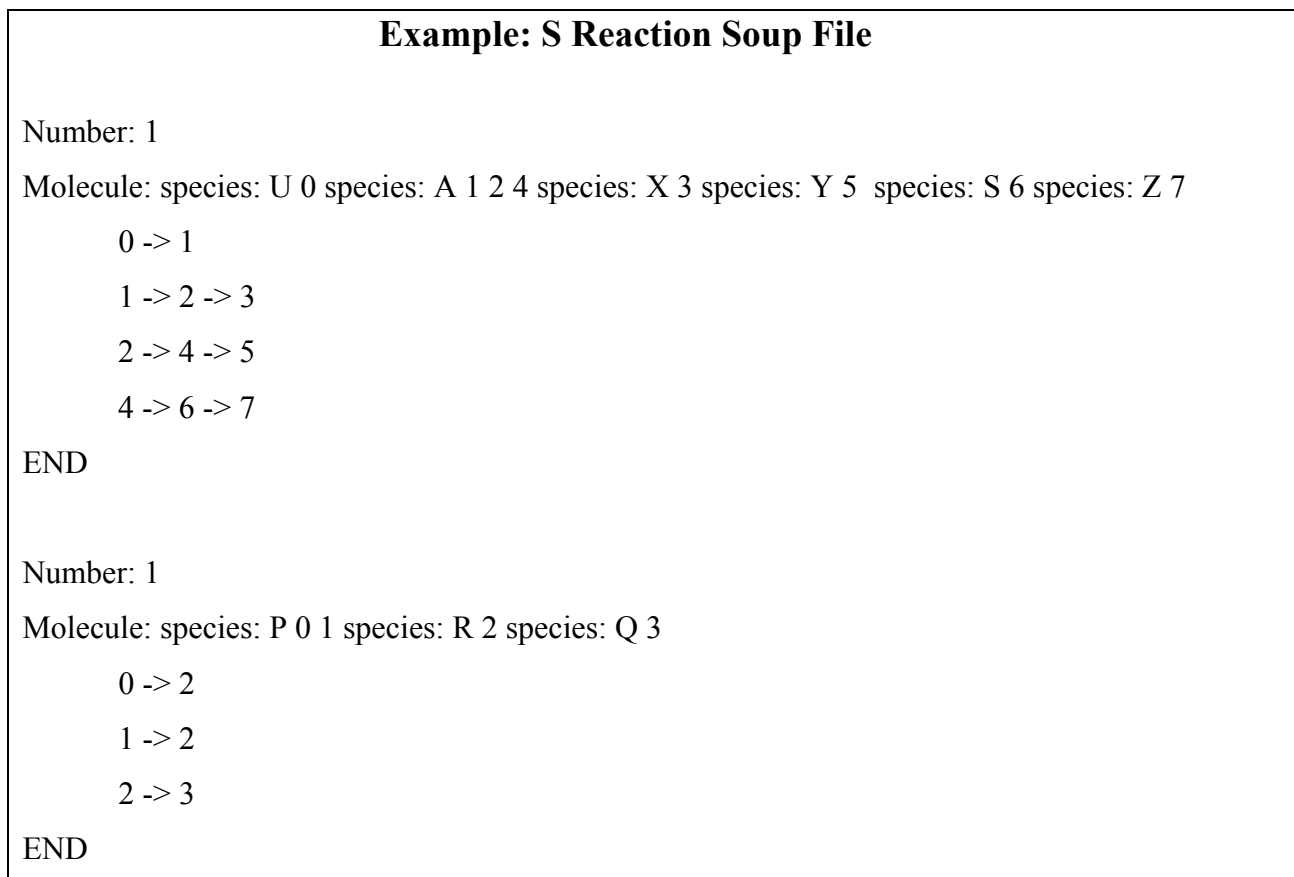 Example: S Reaction Soup File
Number: 1
Molecule: species: U 0 species: A 1 2 4 species: X 3 species: Y 5  species: S 6 species: Z 7
0 -> 1
1 -> 2 -> 3
2 -> 4 -> 5
4 -> 6 -> 7
END
Number: 1
Molecule: species: P 0 1 species: R 2 species: Q 3
0 -> 2
1 -> 2
2 -> 3
END